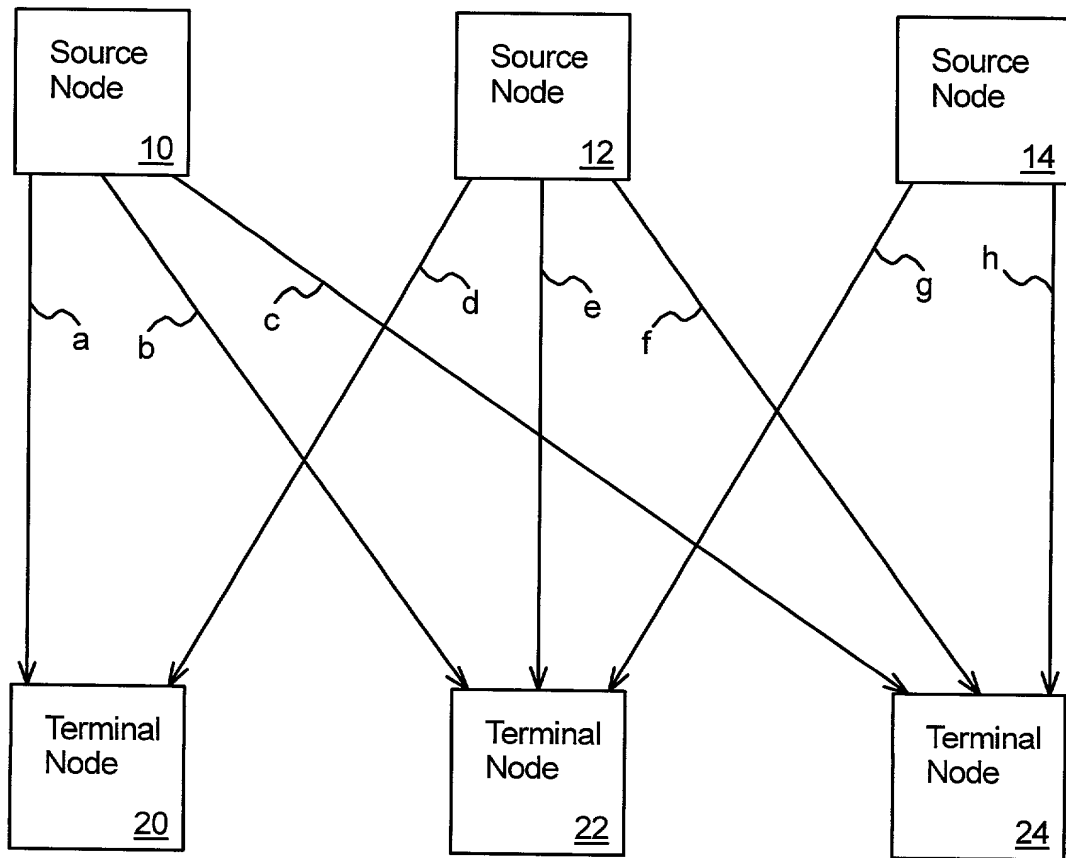 Source
Node
10
Source
Node
12
Source
Node
14
a
b
c
d
e
f
g
h
Terminal
Node
20
Terminal
Node
22
Terminal
Node
24